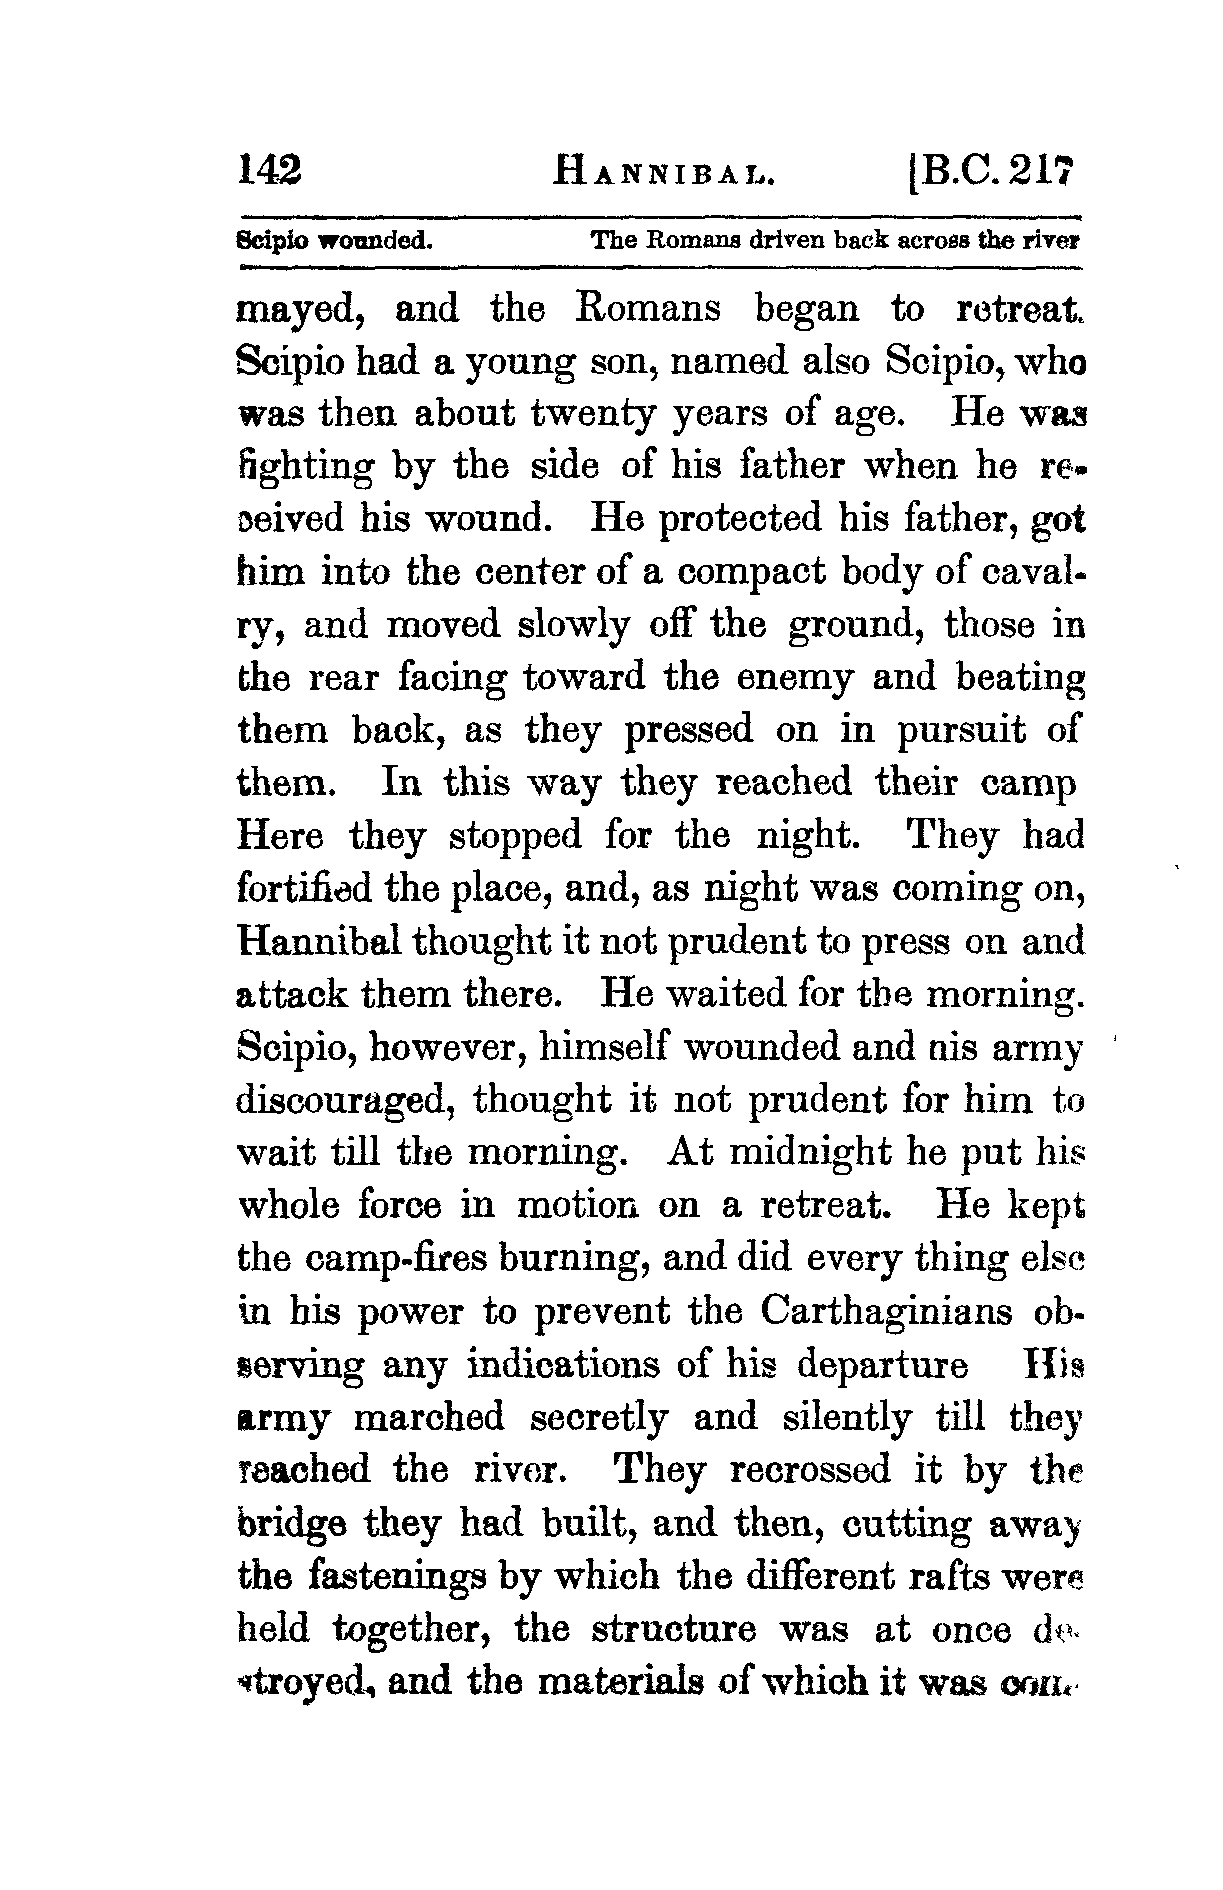 142 HANNIBAL. [B.C. 217
Scipio wounded. The Romans driven back across the river
mayed, and the Romans began to retreat.
Scipio had a young son, named also Scipio, who
was then about twenty years of age. He was
fighting by the side of his father when he re-
ceived his wound. He protected his father, got
him into the center of a compact body of caval-
ry, and moved slowly off the ground, those in
the rear facing toward the enemy and beating
them back, as they pressed on in pursuit of
them. In this way they reached their camp
Here they stopped for the night. They had
fortified the place, and, as night was coming on,
Hannibal thought it not prudent to press on and
attack them there. He waited for the morning.
Scipio, however, himself wounded and his army
discouraged, thought it not prudent for him to
wait till the morning. At midnight he put his
whole force in motion on a retreat. He kept
the camp-fires burning, and did every thing else
in his power to prevent the Carthaginians ob-
serving any indications of his departure His
army marched secretly and silently till they
reached the river. They recrossed it by the
bridge they had built, and then, cutting away
the fastenings by which the different rafts were
held together, the structure was at once de-
stroyed, and the materials of which it was com-